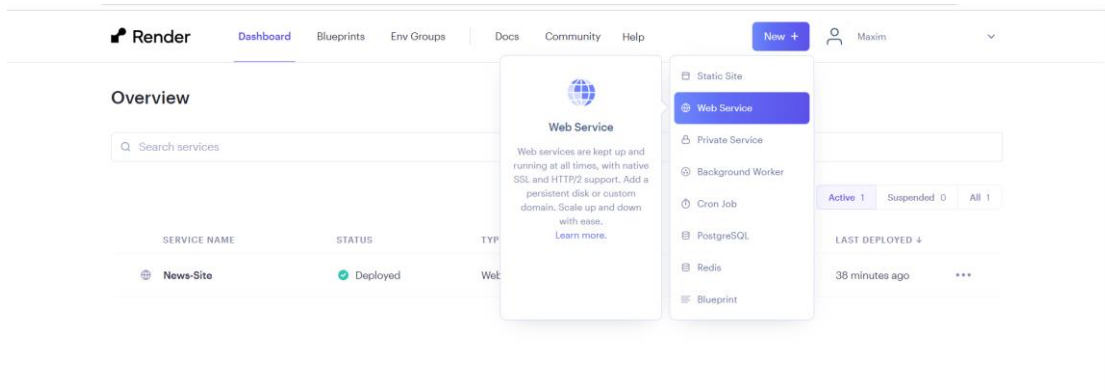 Render
Dashboard Blueprints Env Groups Docs Community Help New + Maxim
Overview
Search services
Web Service
Web services are kept up and
running at all times, with native
SSL and HTTP/2 support. Add a
persistent disk or custom
domain. Scale up and down
with ease.
Learn more.
Static Site
Web Service
Private Service
Background Worker
Cron Job
PostgreSQL
Redis
Blueprint
Active 1 Suspended 0 All 1
SERVICE NAME STATUS TYP LAST DEPLOYED ↓
News-Site Deployed Web 38 minutes ago •••